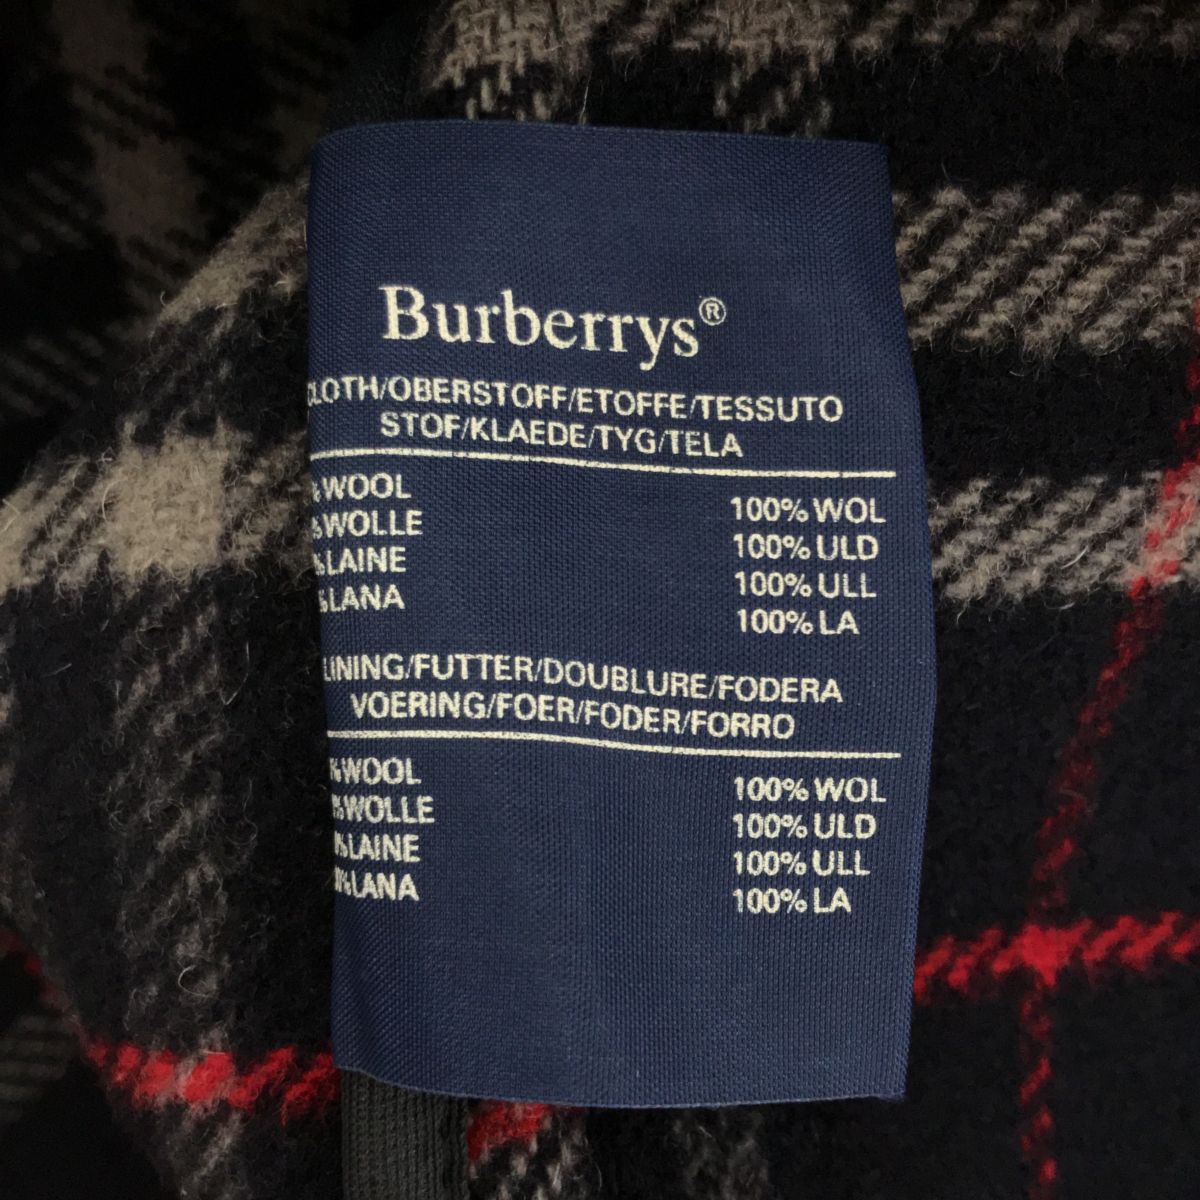 Burberrys®
CLOTH/OBERSTOFF/ETOFFE/TESSUTO
STOF/KLAEDE/TYG/TELA
% WOOL 100% WOL
% WOLLE 100% ULD
% LAINE 100% ULL
% LANA 100% LA
LINING/FUTTER/DOUBLURE/FODERA
VOERING/FOER/FODER/FORRO
% WOOL 100% WOL
% WOLLE 100% ULD
% LAINE 100% ULL
% LANA 100% LA